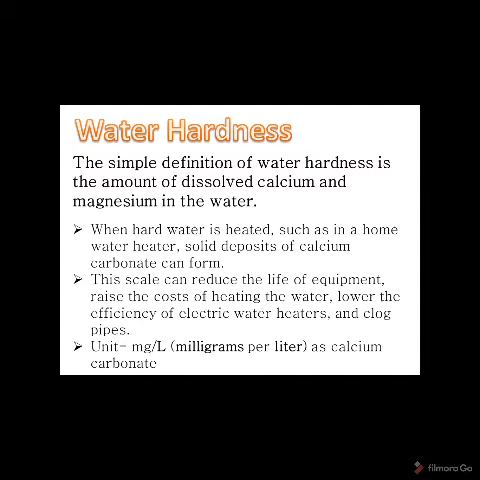 Water Hardness
The simple definition of water hardness is
the amount of dissolved calcium and
magnesium in the water.
➤ When hard water is heated, such as in a home
water heater, solid deposits of calcium
carbonate can form.
➤ This scale can reduce the life of equipment,
raise the costs of heating the water, lower the
efficiency of electric water heaters, and clog
pipes.
➤ Unit- mg/L (milligrams per liter) as calcium
carbonate
filmora Go